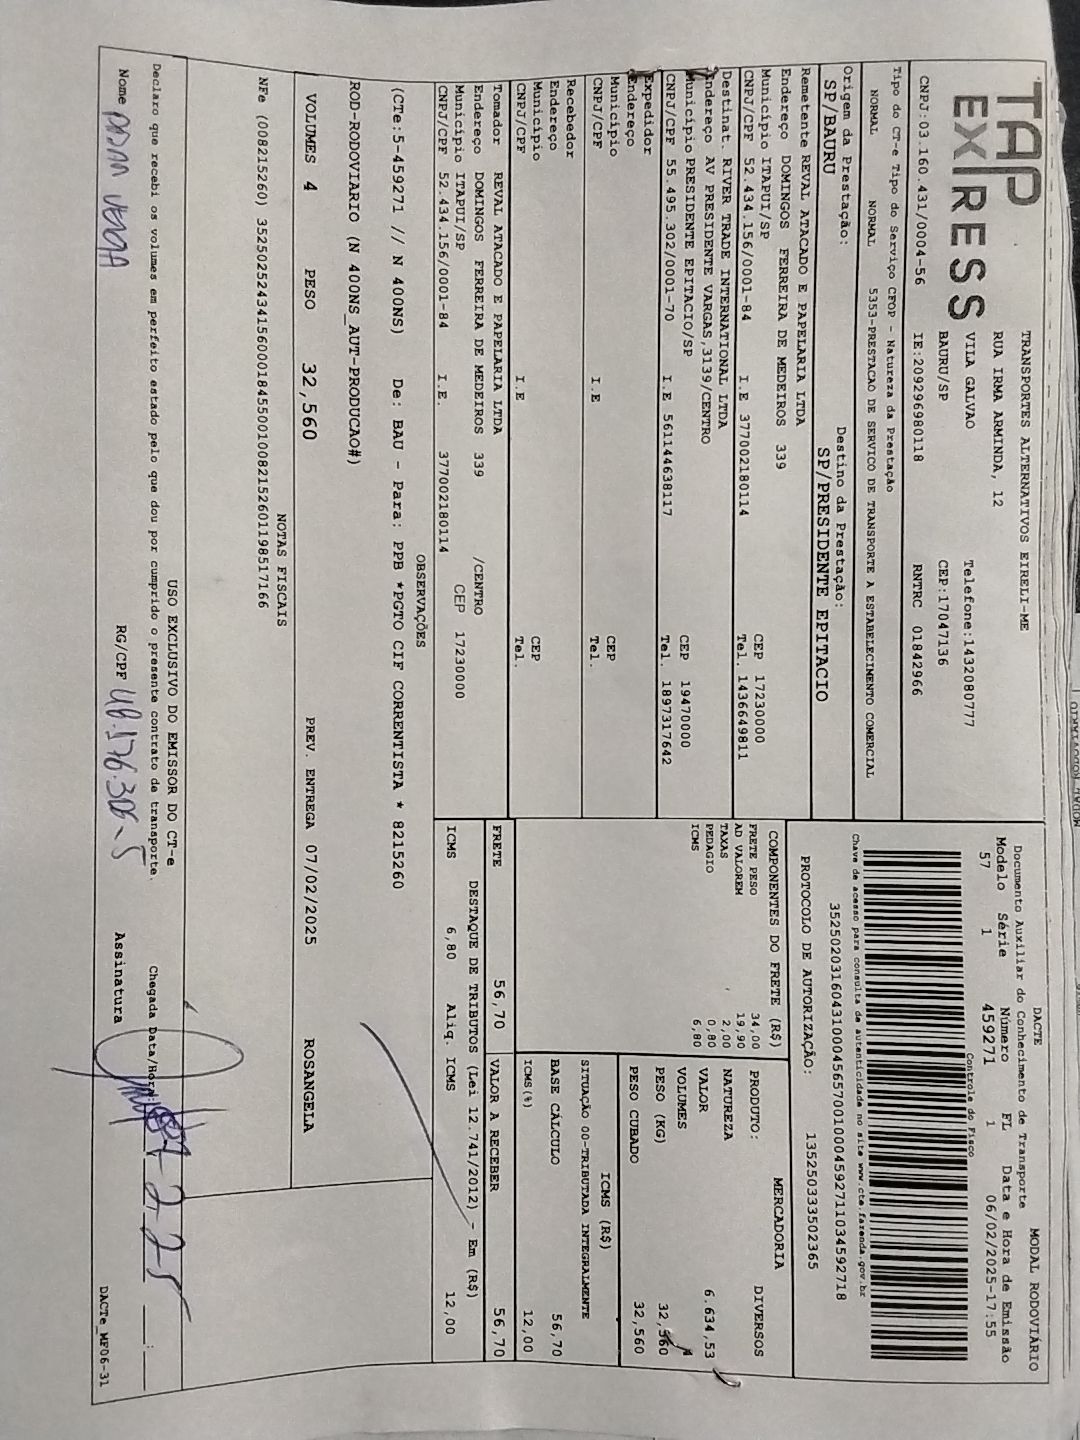 TAP EX/RESS
TRANSPORTES ALTERNATIVOS EIRELI-ME
RUA IRMA ARMINDA, 12
VILA GALVAO Telefone:1432080777
BAURU/SP CEP:17047136
CNPJ:03.160.431/0004-56 IE:209296980118 RNTRC 01842966
Tipo do CT-e Tipo do Serviço CFOP - Natureza da Prestação
NORMAL NORMAL 5353-PRESTACAO DE SERVICO DE TRANSPORTE A ESTABELECIMENTO COMERCIAL
Origem da Prestação: Destino da Prestação:
SP/BAURU SP/PRESIDENTE EPITACIO
Remetente REVAL ATACADO E PAPELARIA LTDA
Endereço DOMINGOS FERREIRA DE MEDEIROS 339
Município ITAPUI/SP CEP 17230000
CNPJ/CPF 52.434.156/0001-84 I.E 377002180114 Tel. 1436649811
Destinat. RIVER TRADE INTERNATIONAL LTDA
Endereço AV PRESIDENTE VARGAS,3139/CENTRO
Município PRESIDENTE EPITACIO/SP CEP 19470000
CNPJ/CPF 55.495.302/0001-70 I.E 561144638117 Tel. 1897317642
Expedidor
Endereço
Município CEP
CNPJ/CPF I.E Tel.
Recebedor
Endereço
Município CEP
CNPJ/CPF I.E Tel.
Tomador REVAL ATACADO E PAPELARIA LTDA
Endereço DOMINGOS FERREIRA DE MEDEIROS 339 /CENTRO
Município ITAPUI/SP CEP 17230000
CNPJ/CPF 52.434.156/0001-84 I.E. 377002180114
DACTE MODAL RODOVIÁRIO
Documento Auxiliar do Conhecimento de Transporte
Modelo Série Número FL Data e Hora de Emissão
57 1 459271 1 06/02/2025-17:55
Controle do Fisco
Chave de acesso para consulta de autenticidade no site www.cte.fazenda.gov.br
35250203160431000456570010004592711034592718
PROTOCOLO DE AUTORIZAÇÃO: 135250333502365
COMPONENTES DO FRETE (R$)
FRETE PESO 34,00
AD VALOREM 19,90
TAXAS 2,00
PEDAGIO 0,80
ICMS 6,80
MERCADORIA
PRODUTO: DIVERSOS
NATUREZA
VALOR 6.634,53
VOLUMES 4
PESO (KG) 32,560
PESO CUBADO 32,560
ICMS (R$)
SITUAÇÃO 00-TRIBUTADA INTEGRALMENTE
BASE CÁLCULO 56,70
ICMS(%) 12,00
FRETE 56,70 VALOR A RECEBER 56,70
DESTAQUE DE TRIBUTOS (Lei 12.741/2012) - Em (R$)
ICMS 6,80 Aliq. ICMS 12,00
OBSERVAÇÕES
(CTe:5-459271 // N 400NS) De: BAU - Para: PPB *PGTO CIF CORRENTISTA * 8215260
ROD-RODOVIARIO (N 400NS_AUT-PRODUCAO#)
VOLUMES 4 PESO 32,560 PREV. ENTREGA 07/02/2025 ROSANGELA
NOTAS FISCAIS
NFe (008215260) 35250252434156000184550010082152601198517166
USO EXCLUSIVO DO EMISSOR DO CT-e
Declaro que recebi os volumes em perfeito estado pelo que dou por cumprido o presente contrato de transporte. Chegada Data/Hora
Nome RG/CPF 48.576.306-5 Assinatura
DACTe_MF06-31